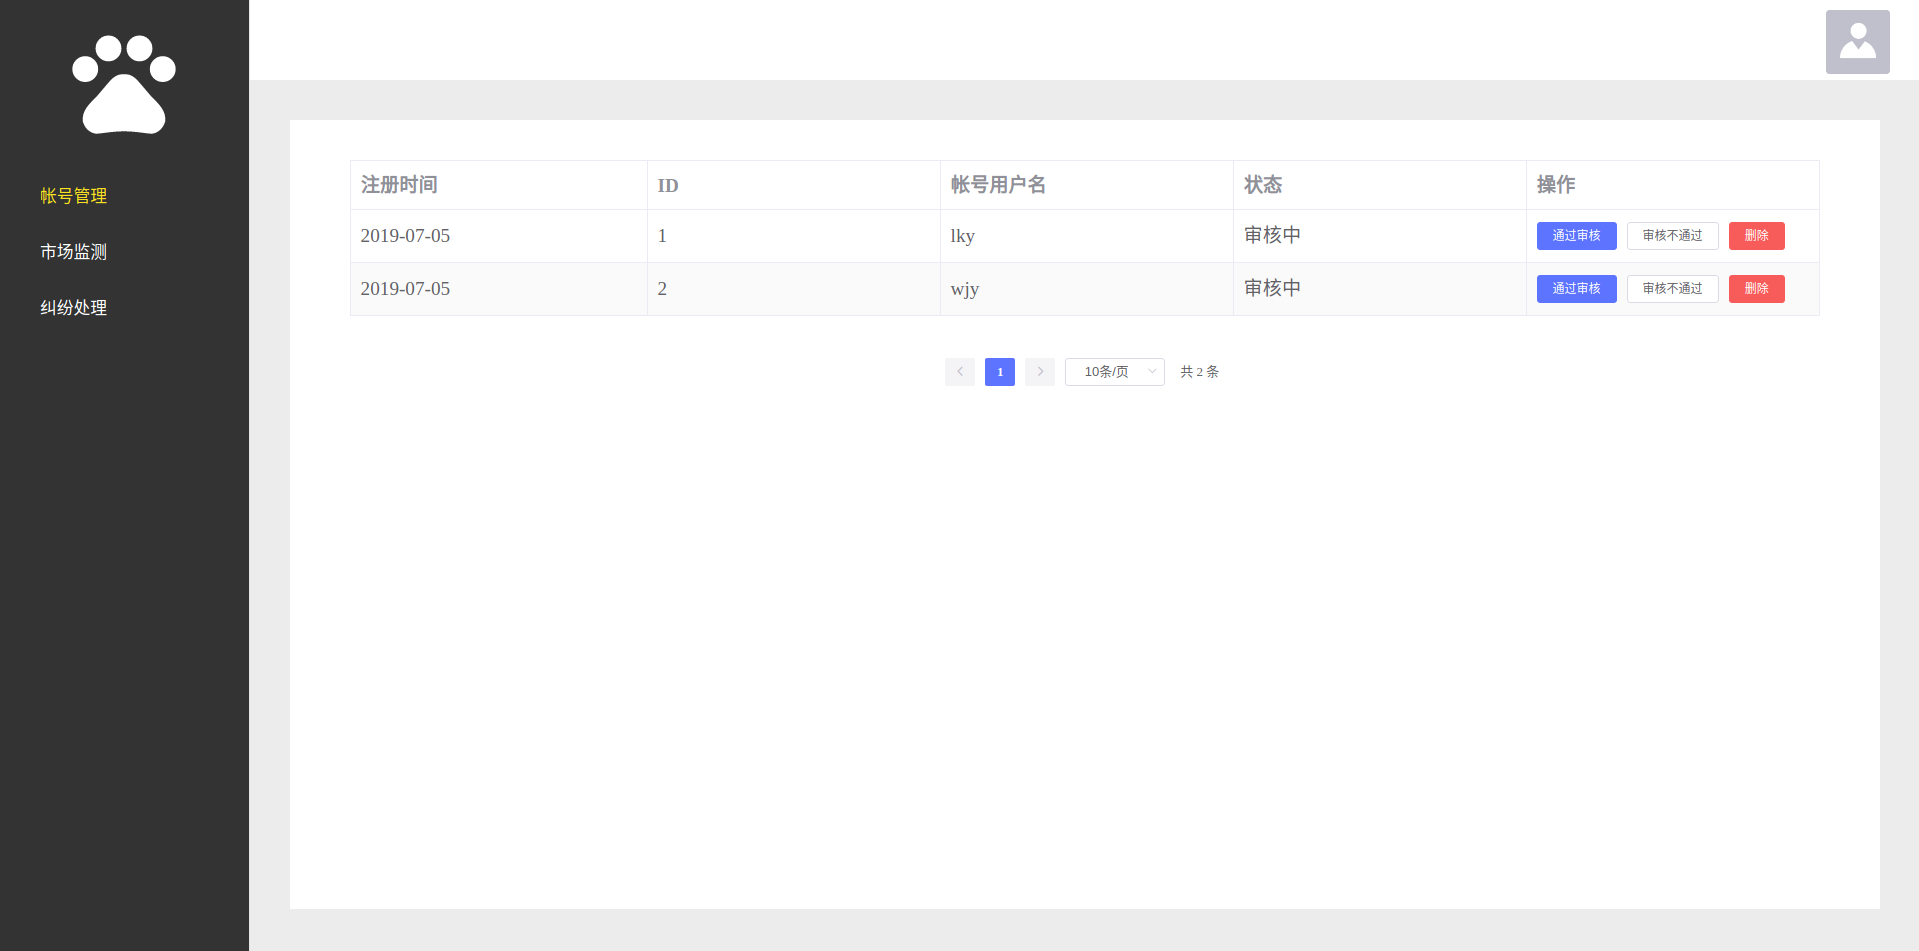 帐号管理
市场监测
纠纷处理
注册时间 ID 帐号用户名 状态 操作
2019-07-05 1 lky 审核中 通过审核 审核不通过 删除
2019-07-05 2 wjy 审核中 通过审核 审核不通过 删除
1 10条/页 共 2 条